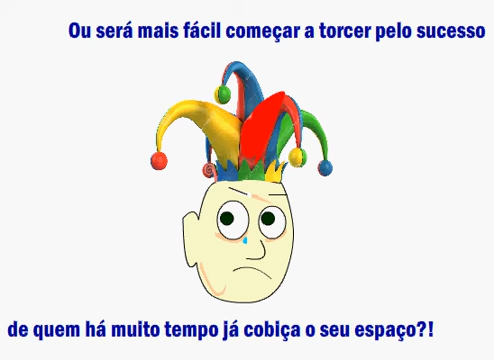 Ou será mais fácil começar a torcer pelo sucesso
de quem há muito tempo já cobiça o seu espaço?!